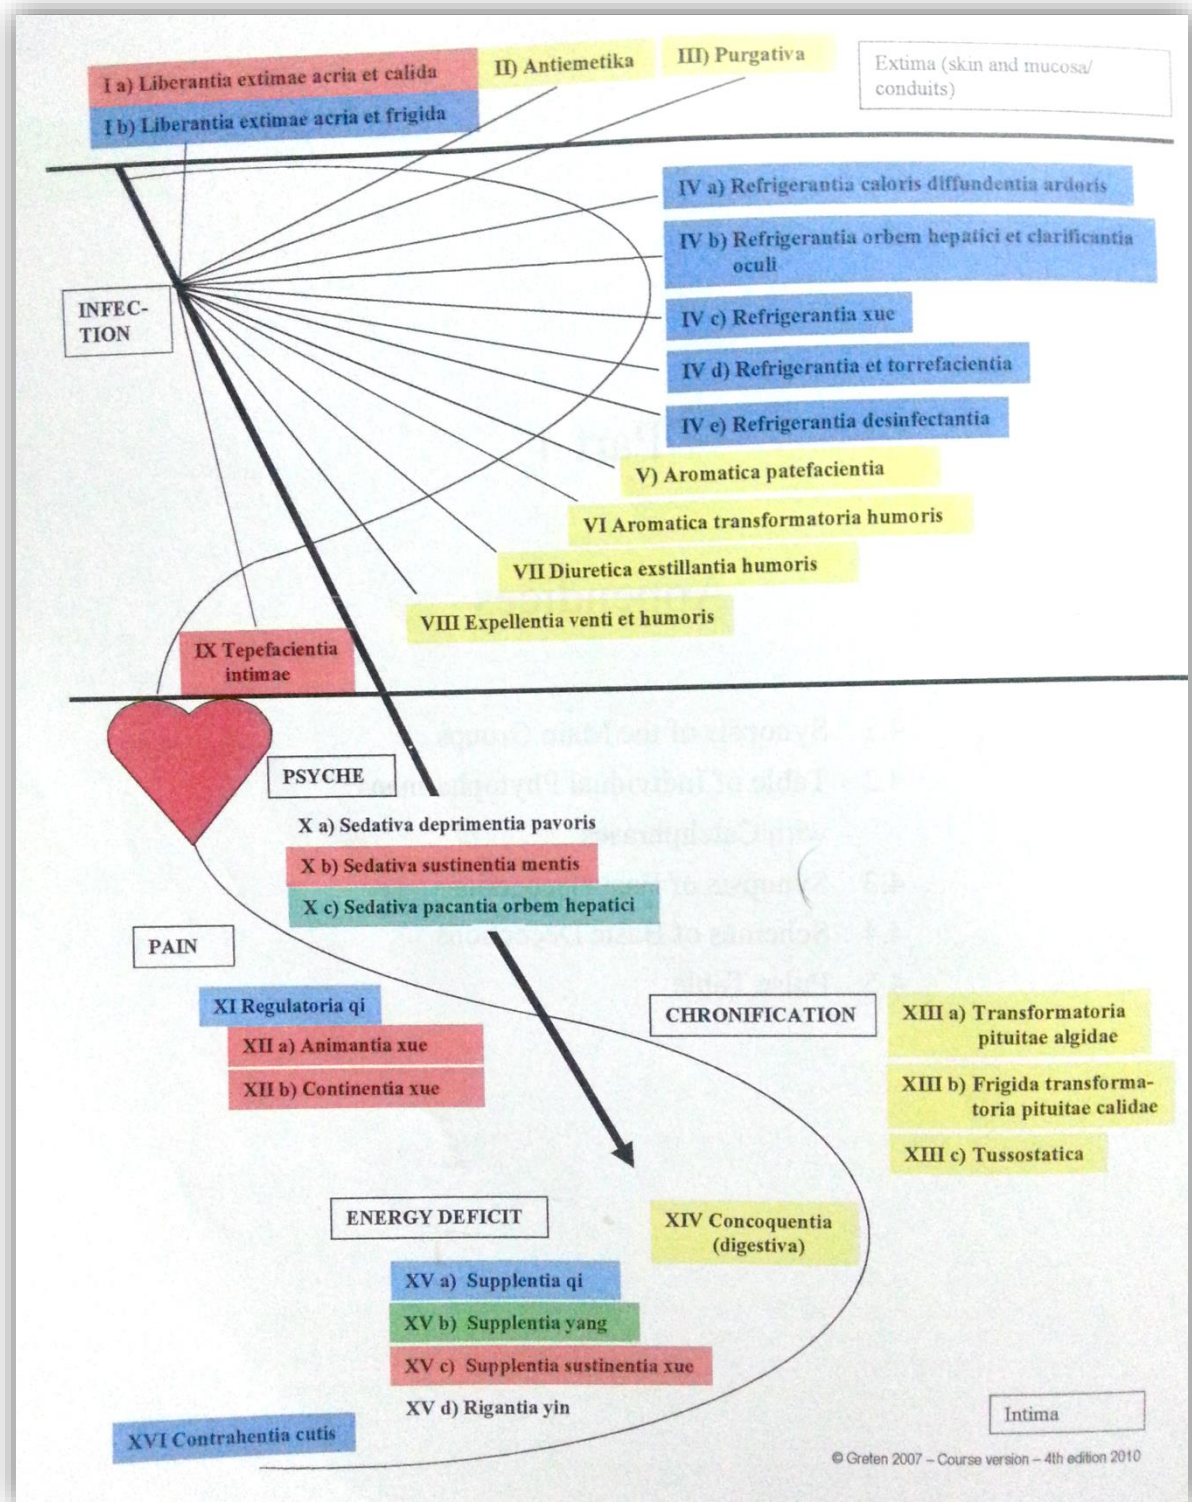 I a) Liberantia extimae acria et calida
I b) Liberantia extimae acria et frigida
II) Antiemetika
III) Purgativa
Extima (skin and mucosa/
conduits)
IV a) Refrigerantia caloris diffundentia ardoris
IV b) Refrigerantia orbem hepatici et clarificantia
oculi
INFEC-
TION
IV c) Refrigerantia xue
IV d) Refrigerantia et torrefacientia
IV e) Refrigerantia desinfectantia
V) Aromatica patefacientia
VI Aromatica transformatoria humoris
VII Diuretica exstillantia humoris
VIII Expellentia venti et humoris
IX Tepefacientia
intimae
PSYCHE
X a) Sedativa deprimentia pavoris
X b) Sedativa sustinentia mentis
X c) Sedativa pacantia orbem hepatici
PAIN
XI Regulatoria qi
XII a) Animantia xue
XII b) Continentia xue
CHRONIFICATION
XIII a) Transformatoria
pituitae algidae
XIII b) Frigida transforma-
toria pituitae calidae
XIII c) Tussostatica
ENERGY DEFICIT
XIV Concoquentia
(digestiva)
XV a) Supplentia qi
XV b) Supplentia yang
XV c) Supplentia sustinentia xue
XV d) Rigantia yin
XVI Contrahentia cutis
Intima
© Greten 2007 – Course version – 4th edition 2010